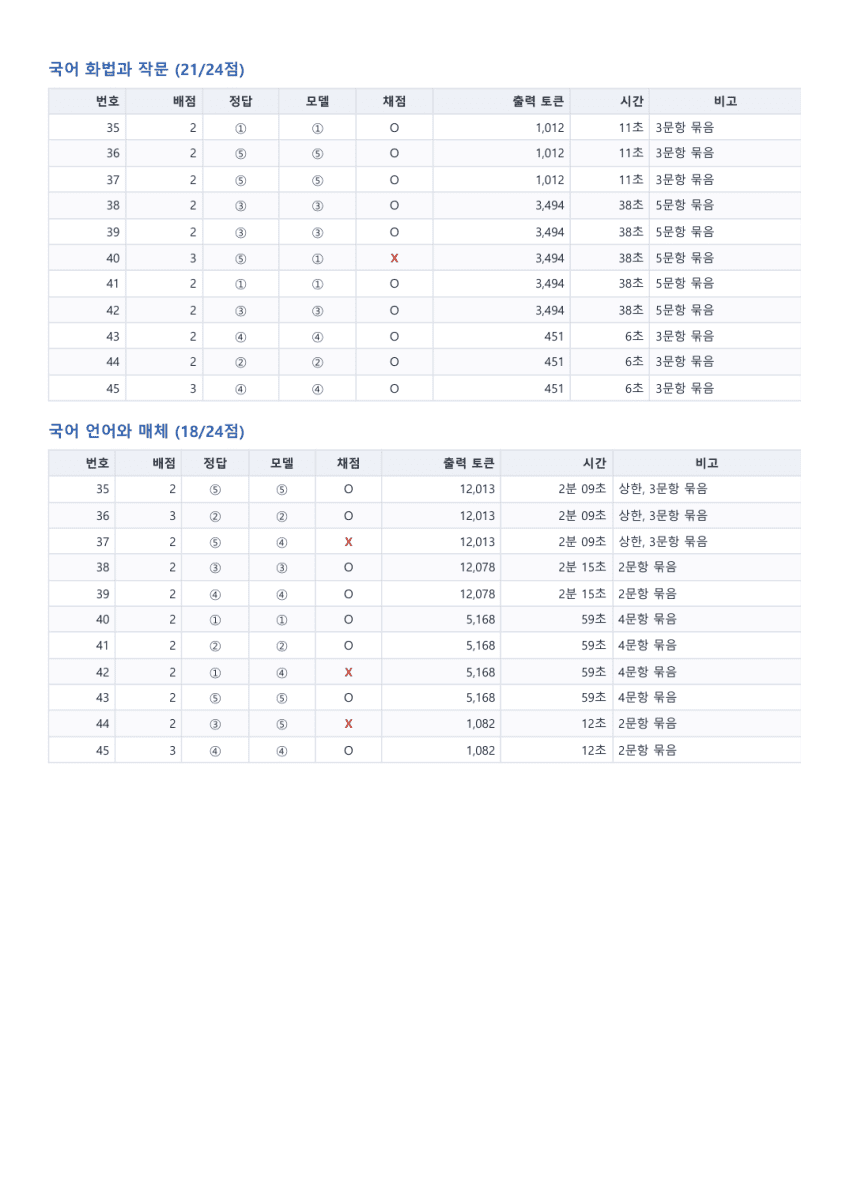 국어 화법과 작문 (21/24점)
번호 배점 정답 모델 채점 출력 토큰 시간 비고
35 2 ① ① O 1,012 11초 3문항 묶음
36 2 ⑤ ⑤ O 1,012 11초 3문항 묶음
37 2 ⑤ ⑤ O 1,012 11초 3문항 묶음
38 2 ③ ③ O 3,494 38초 5문항 묶음
39 2 ③ ③ O 3,494 38초 5문항 묶음
40 3 ⑤ ① X 3,494 38초 5문항 묶음
41 2 ① ① O 3,494 38초 5문항 묶음
42 2 ③ ③ O 3,494 38초 5문항 묶음
43 2 ④ ④ O 451 6초 3문항 묶음
44 2 ② ② O 451 6초 3문항 묶음
45 3 ④ ④ O 451 6초 3문항 묶음
국어 언어와 매체 (18/24점)
번호 배점 정답 모델 채점 출력 토큰 시간 비고
35 2 ⑤ ⑤ O 12,013 2분 09초 상한, 3문항 묶음
36 3 ② ② O 12,013 2분 09초 상한, 3문항 묶음
37 2 ⑤ ④ X 12,013 2분 09초 상한, 3문항 묶음
38 2 ③ ③ O 12,078 2분 15초 2문항 묶음
39 2 ④ ④ O 12,078 2분 15초 2문항 묶음
40 2 ① ① O 5,168 59초 4문항 묶음
41 2 ② ② O 5,168 59초 4문항 묶음
42 2 ① ④ X 5,168 59초 4문항 묶음
43 2 ⑤ ⑤ O 5,168 59초 4문항 묶음
44 2 ③ ⑤ X 1,082 12초 2문항 묶음
45 3 ④ ④ O 1,082 12초 2문항 묶음